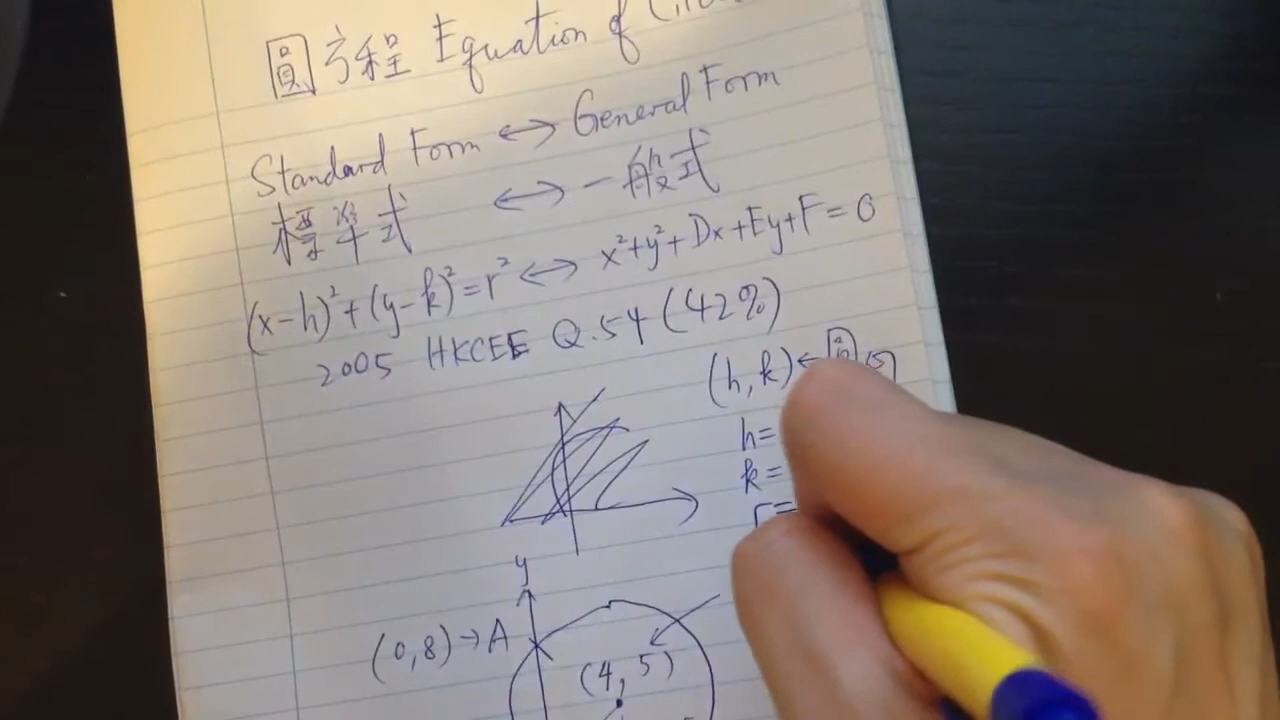 圓方程 Equation of
Standard Form ↔ General Form
標準式 ↔ 一般式
(x-h)²+(y-k)²=r² ↔ x²+y²+Dx+Ey+F=0
2005 HKCEE Q.54 (42%)
(h,k)←
h=
k=
r=
y
(0,8)→A
(4,5)